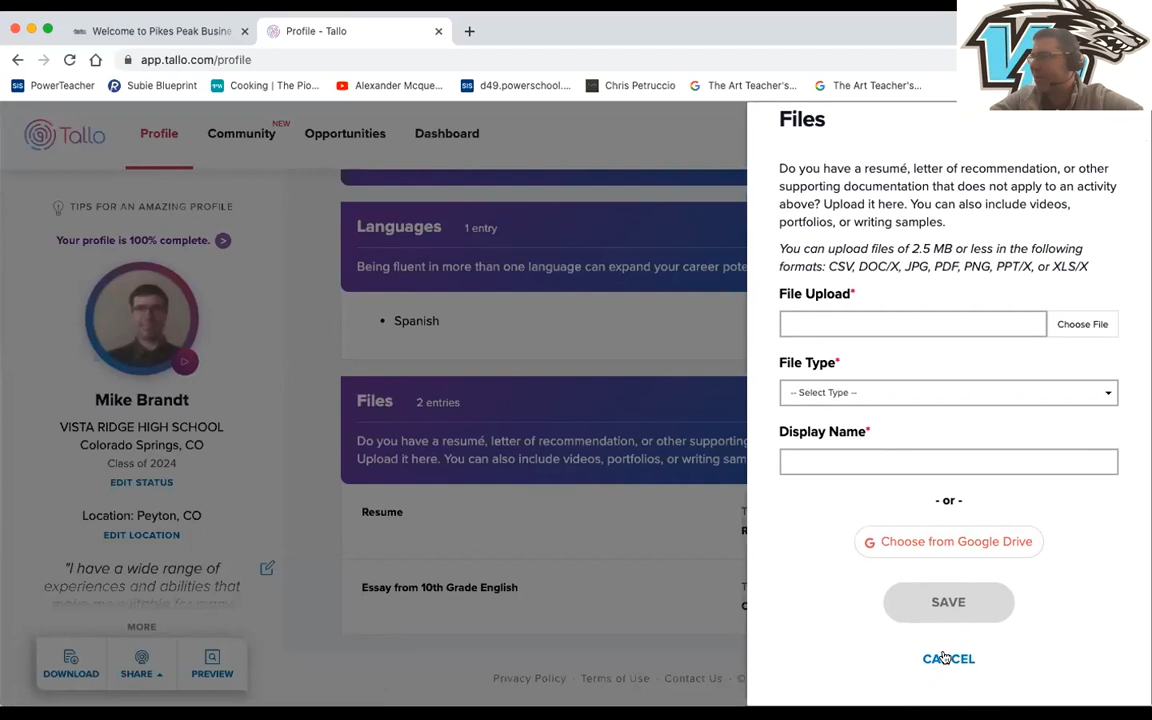 Welcome to Pikes Peak Busine
Profile - Tallo
app.tallo.com/profile
PowerTeacher
Subie Blueprint
Cooking | The Pio...
Alexander Mcque...
d49.powerschool....
Chris Petruccio
The Art Teacher's...
The Art Teacher's...
Tallo
Profile
Community
NEW
Opportunities
Dashboard
TIPS FOR AN AMAZING PROFILE
Your profile is 100% complete.
Mike Brandt
VISTA RIDGE HIGH SCHOOL
Colorado Springs, CO
Class of 2024
EDIT STATUS
Location: Peyton, CO
EDIT LOCATION
"I have a wide range of
experiences and abilities that
make me suitable for many
MORE
DOWNLOAD
SHARE
PREVIEW
Languages 1 entry
Being fluent in more than one language can expand your career pote
• Spanish
Files 2 entries
Do you have a resumé, letter of recommendation, or other supporting
Upload it here. You can also include videos, portfolios, or writing sam
Resume
Essay from 10th Grade English
Privacy Policy · Terms of Use · Contact Us · ©
Files
Do you have a resumé, letter of recommendation, or other
supporting documentation that does not apply to an activity
above? Upload it here. You can also include videos,
portfolios, or writing samples.
You can upload files of 2.5 MB or less in the following
formats: CSV, DOC/X, JPG, PDF, PNG, PPT/X, or XLS/X
File Upload*
Choose File
File Type*
-- Select Type --
Display Name*
- or -
G Choose from Google Drive
SAVE
CANCEL